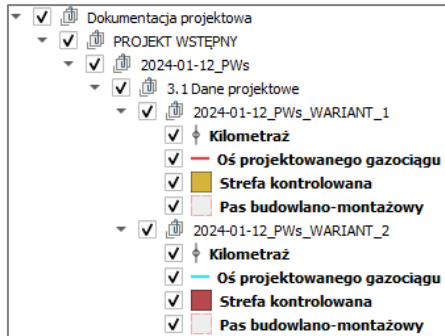 Dokumentacja projektowa
PROJEKT WSTĘPNY
2024-01-12_PWs
3.1 Dane projektowe
2024-01-12_PWs_WARIANT_1
Kilometraż
Oś projektowanego gazociągu
Strefa kontrolowana
Pas budowlano-montażowy
2024-01-12_PWs_WARIANT_2
Kilometraż
Oś projektowanego gazociągu
Strefa kontrolowana
Pas budowlano-montażowy